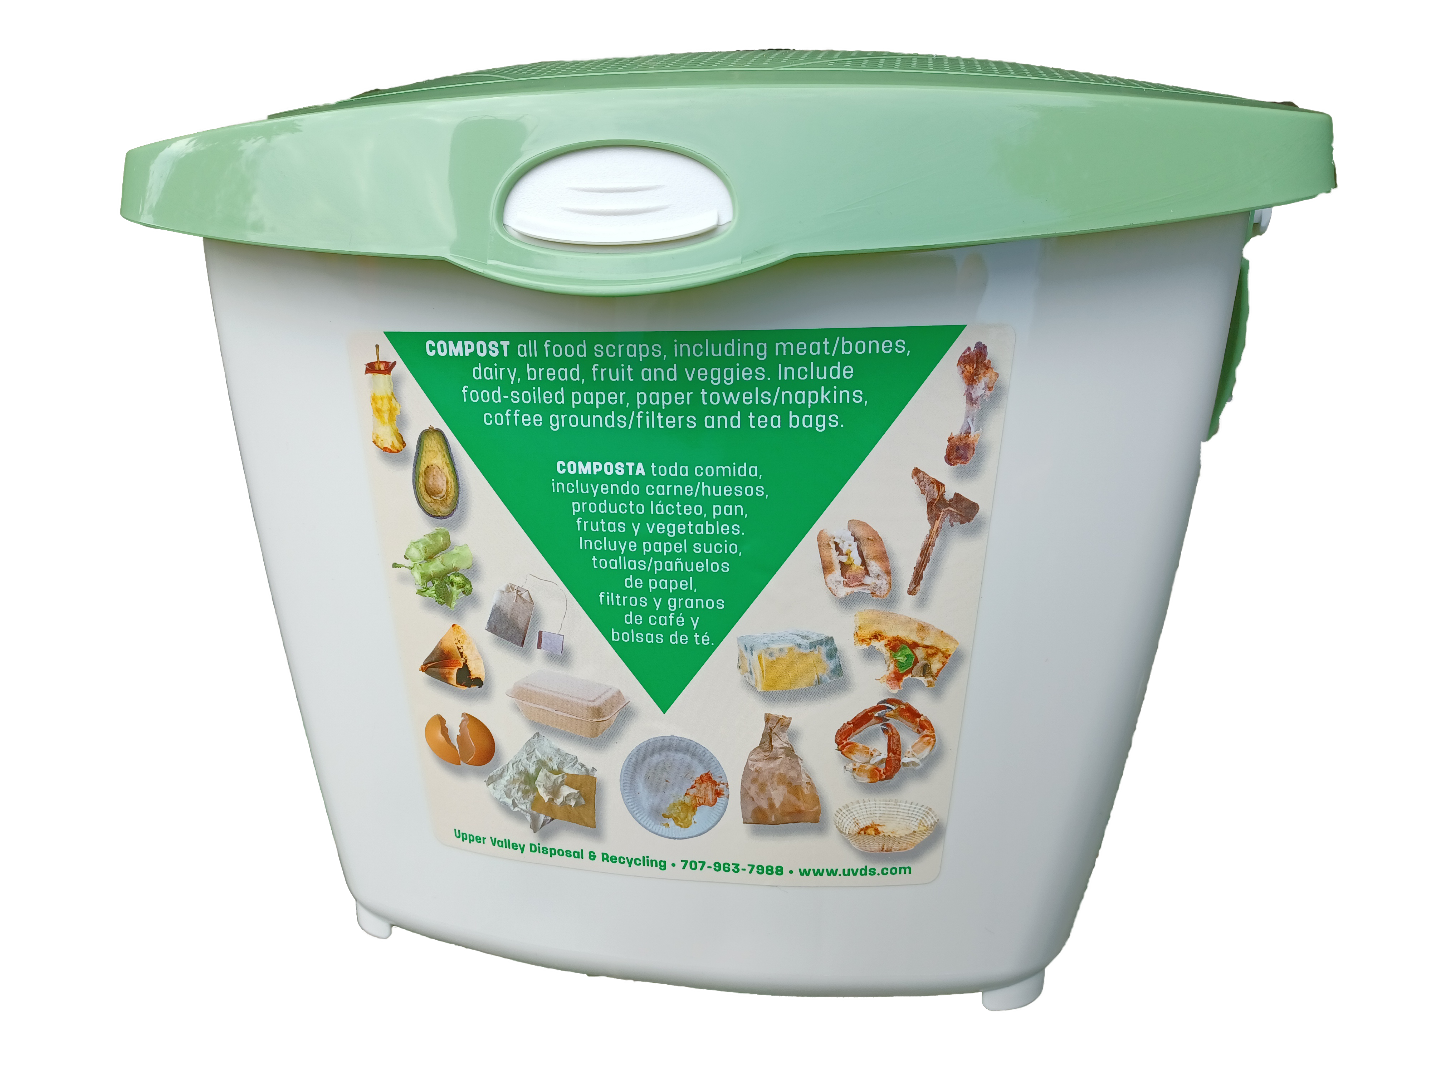 COMPOST all food scraps, including meat/bones,
dairy, bread, fruit and veggies. Include
food-soiled paper, paper towels/napkins,
coffee grounds/filters and tea bags.
COMPOSTA toda comida,
incluyendo carne/huesos,
producto lácteo, pan,
frutas y vegetables.
Incluye papel sucio,
toallas/pañuelos
de papel,
filtros y granos
de café y
bolsas de té.
Upper Valley Disposal & Recycling • 707-963-7988 • www.uvds.com